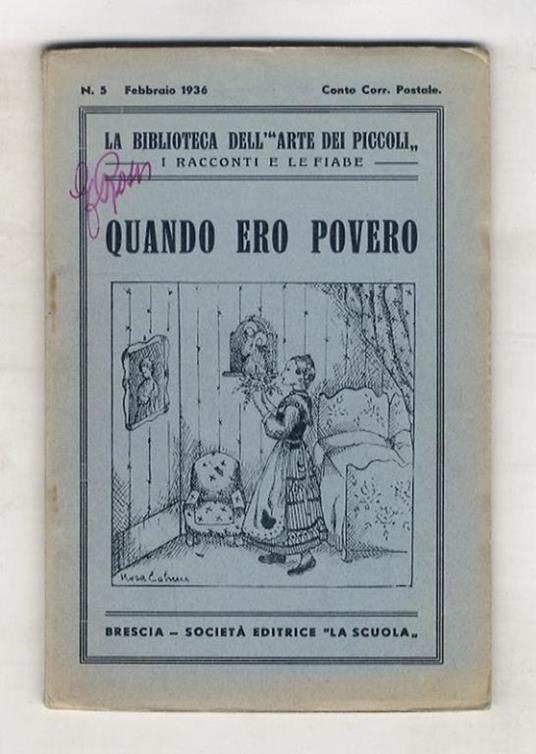 N. 5 Febbraio 1936 Conto Corr. Postale.
LA BIBLIOTECA DELL'"ARTE DEI PICCOLI„
I RACCONTI E LE FIABE
QUANDO ERO POVERO
BRESCIA – SOCIETÀ EDITRICE "LA SCUOLA„